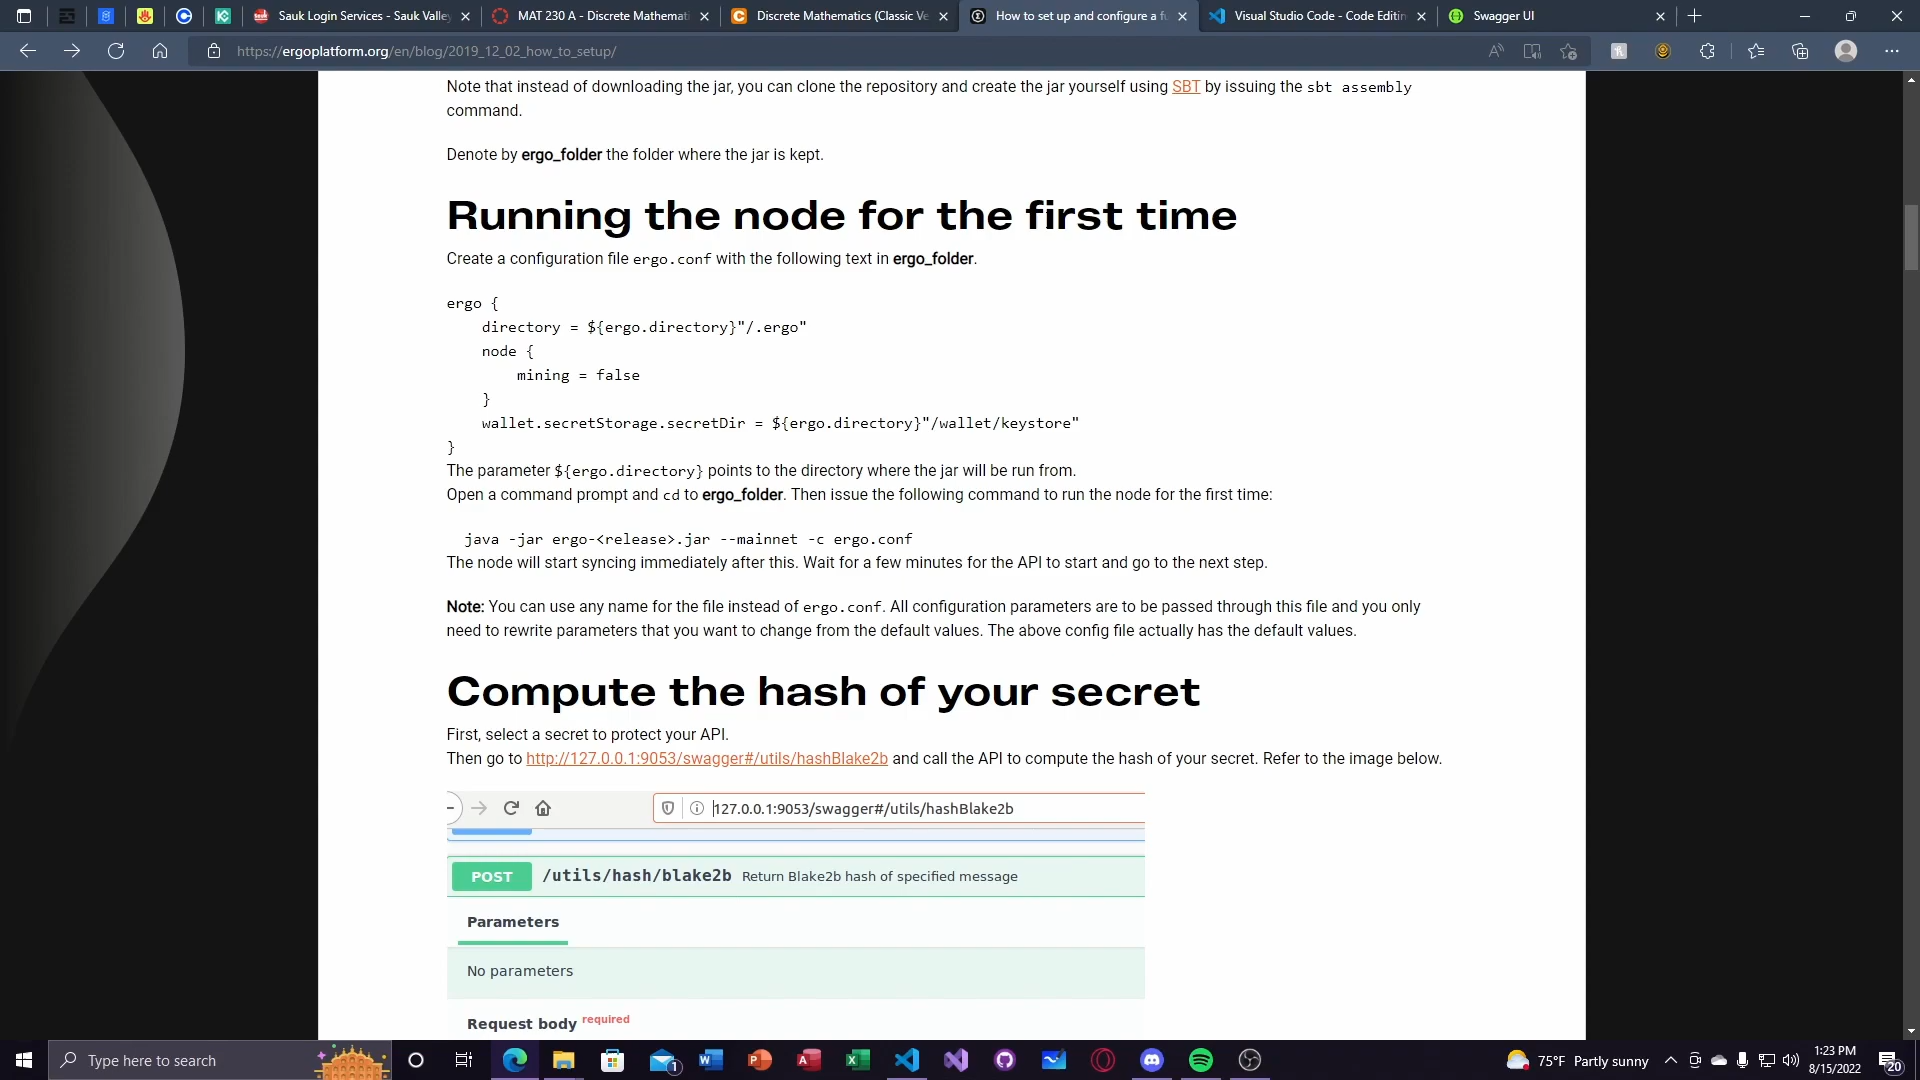 Sauk Login Services - Sauk Valley
MAT 230 A - Discrete Mathemati
Discrete Mathematics (Classic Ve
How to set up and configure a fu
Visual Studio Code - Code Editin
Swagger UI
https://ergoplatform.org/en/blog/2019_12_02_how_to_setup/
Note that instead of downloading the jar, you can clone the repository and create the jar yourself using SBT by issuing the sbt assembly
command.
Denote by ergo_folder the folder where the jar is kept.
Running the node for the first time
Create a configuration file ergo.conf with the following text in ergo_folder.
ergo {
directory = ${ergo.directory}"/.ergo"
node {
mining = false
}
wallet.secretStorage.secretDir = ${ergo.directory}"/wallet/keystore"
}
The parameter ${ergo.directory} points to the directory where the jar will be run from.
Open a command prompt and cd to ergo_folder. Then issue the following command to run the node for the first time:
java -jar ergo-<release>.jar --mainnet -c ergo.conf
The node will start syncing immediately after this. Wait for a few minutes for the API to start and go to the next step.
Note: You can use any name for the file instead of ergo.conf. All configuration parameters are to be passed through this file and you only
need to rewrite parameters that you want to change from the default values. The above config file actually has the default values.
Compute the hash of your secret
First, select a secret to protect your API.
Then go to http://127.0.0.1:9053/swagger#/utils/hashBlake2b and call the API to compute the hash of your secret. Refer to the image below.
127.0.0.1:9053/swagger#/utils/hashBlake2b
POST /utils/hash/blake2b Return Blake2b hash of specified message
Parameters
No parameters
Request body required
Type here to search
1
75°F Partly sunny
1:23 PM
8/15/2022
20